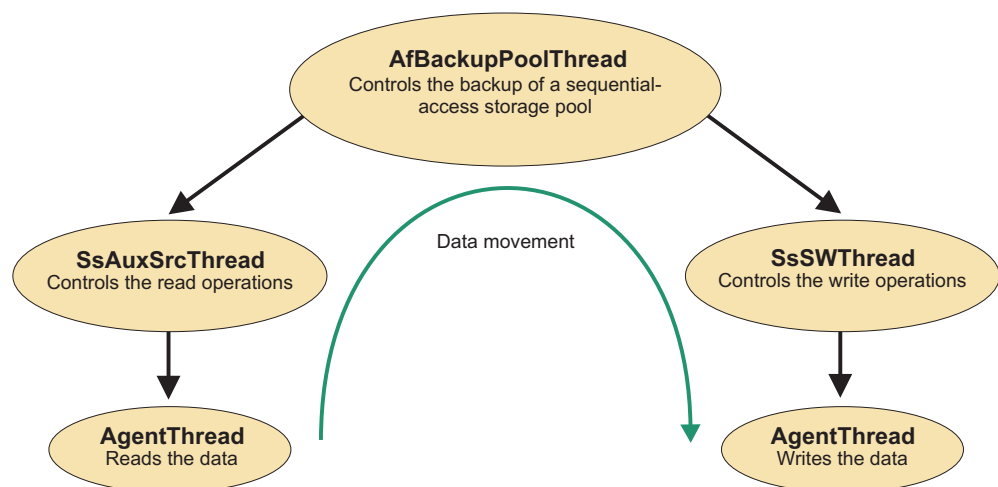 AfBackupPoolThread
Controls the backup of a sequential-
access storage pool
Data movement
SsAuxSrcThread
Controls the read operations
SsSWThread
Controls the write operations
AgentThread
Reads the data
AgentThread
Writes the data